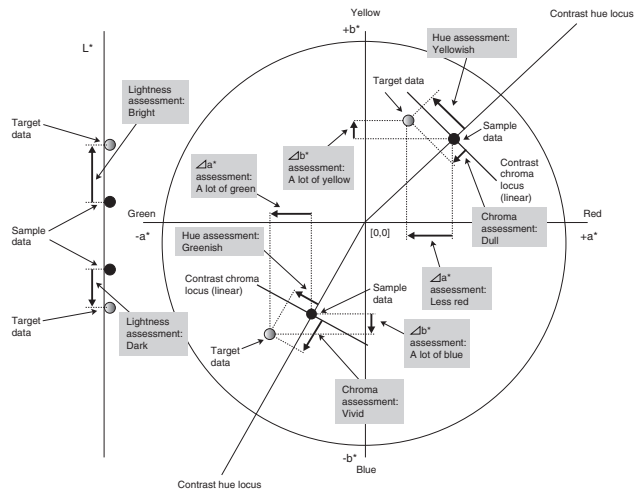 Yellow
+b*
Contrast hue locus
L*
Hue assessment:
Yellowish
Target data
Lightness
assessment:
Bright
Target
data
Sample
data
⊿b*
assessment:
A lot of yellow
⊿a*
assessment:
A lot of green
Contrast
chroma
locus
(linear)
Green
-a*
[0,0]
Red
+a*
Chroma
assessment:
Dull
Sample
data
Hue assessment:
Greenish
Contrast chroma
locus (linear)
⊿a*
assessment:
Less red
Sample
data
Target
data
Lightness
assessment:
Dark
Target
data
⊿b*
assessment:
A lot of blue
Chroma
assessment:
Vivid
-b*
Blue
Contrast hue locus